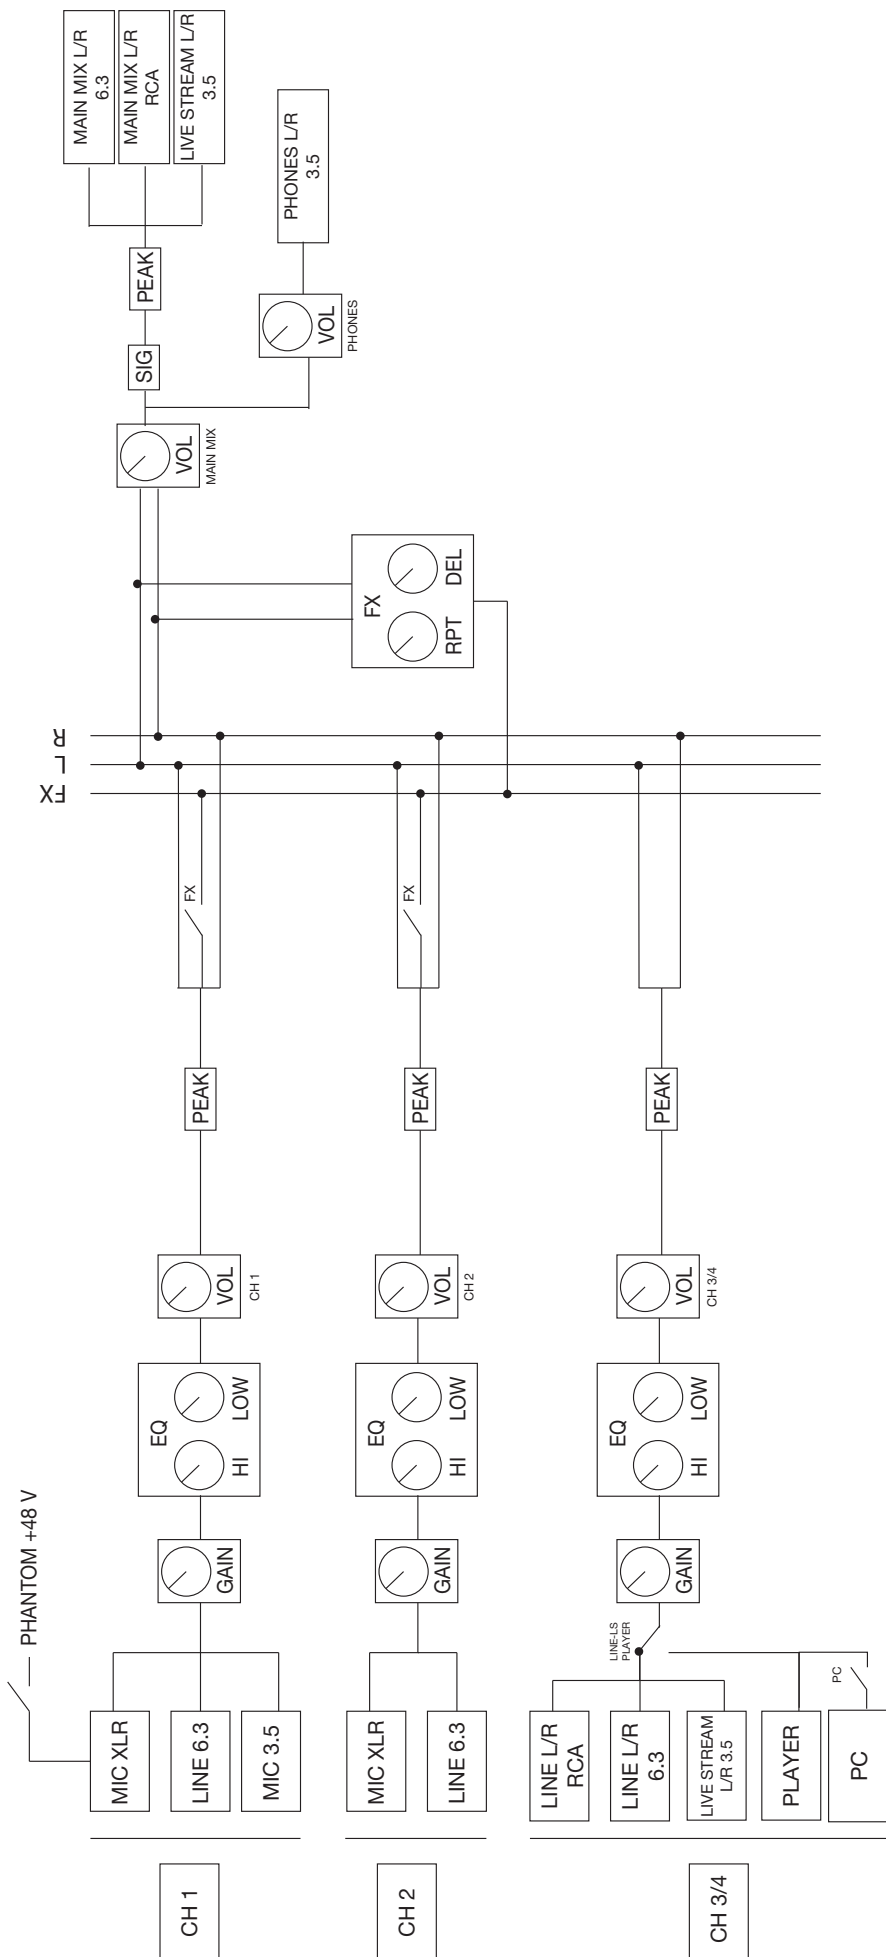 CH 1
MIC XLR
LINE 6.3
MIC 3.5
PHANTOM +48 V
GAIN
EQ
HI
LOW
VOL
CH 1
PEAK
FX
CH 2
MIC XLR
LINE 6.3
GAIN
EQ
HI
LOW
VOL
CH 2
PEAK
FX
CH 3/4
LINE L/R
RCA
LINE L/R
6.3
LIVE STREAM
L/R 3.5
PLAYER
PC
LINE-LS
PLAYER
PC
GAIN
EQ
HI
LOW
VOL
CH 3/4
PEAK
FX
L
R
FX
RPT
DEL
VOL
MAIN MIX
SIG
PEAK
MAIN MIX L/R
6.3
MAIN MIX L/R
RCA
LIVE STREAM L/R
3.5
VOL
PHONES
PHONES L/R
3.5